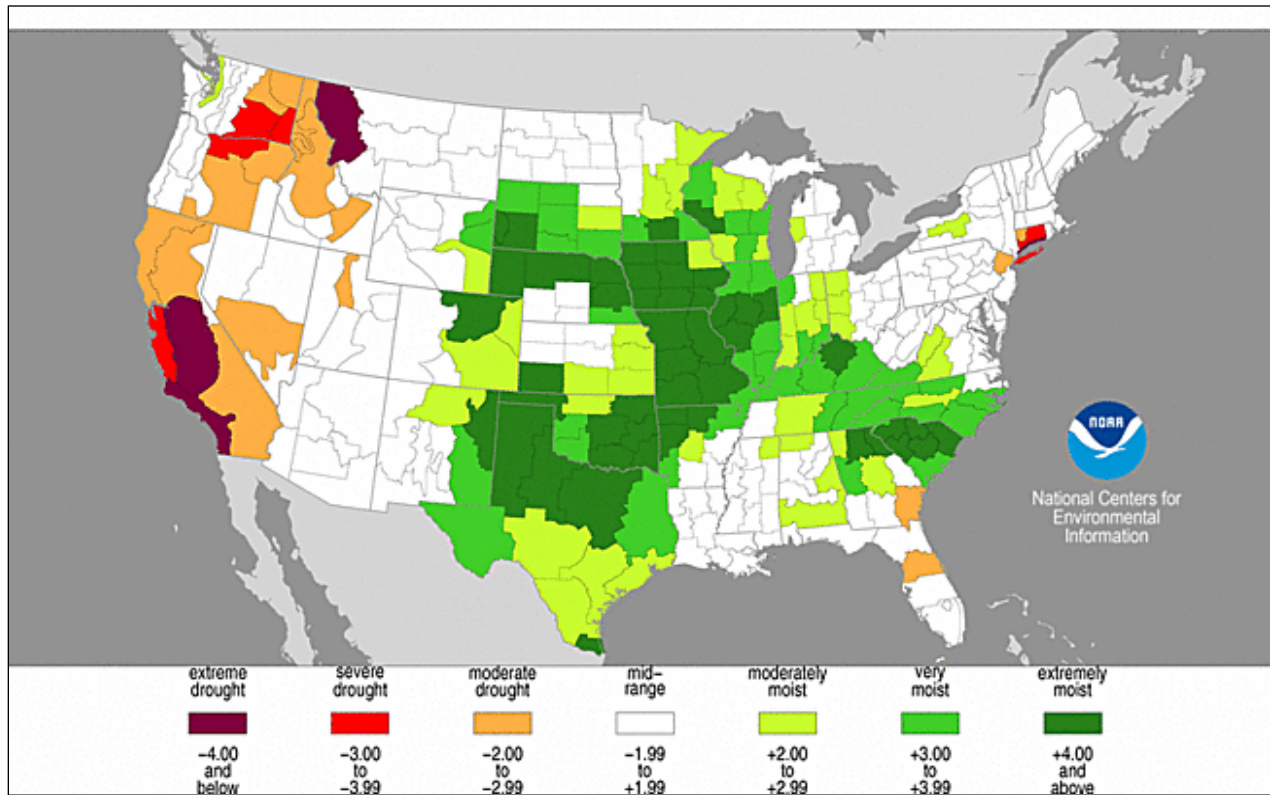 NOAA
National Centers for
Environmental
Information
extreme
drought
severe
drought
moderate
drought
mid-
range
moderately
moist
very
moist
extremely
moist
−4.00
and
below
−3.00
to
−3.99
−2.00
to
−2.99
−1.99
to
+1.99
+2.00
to
+2.99
+3.00
to
+3.99
+4.00
and
above